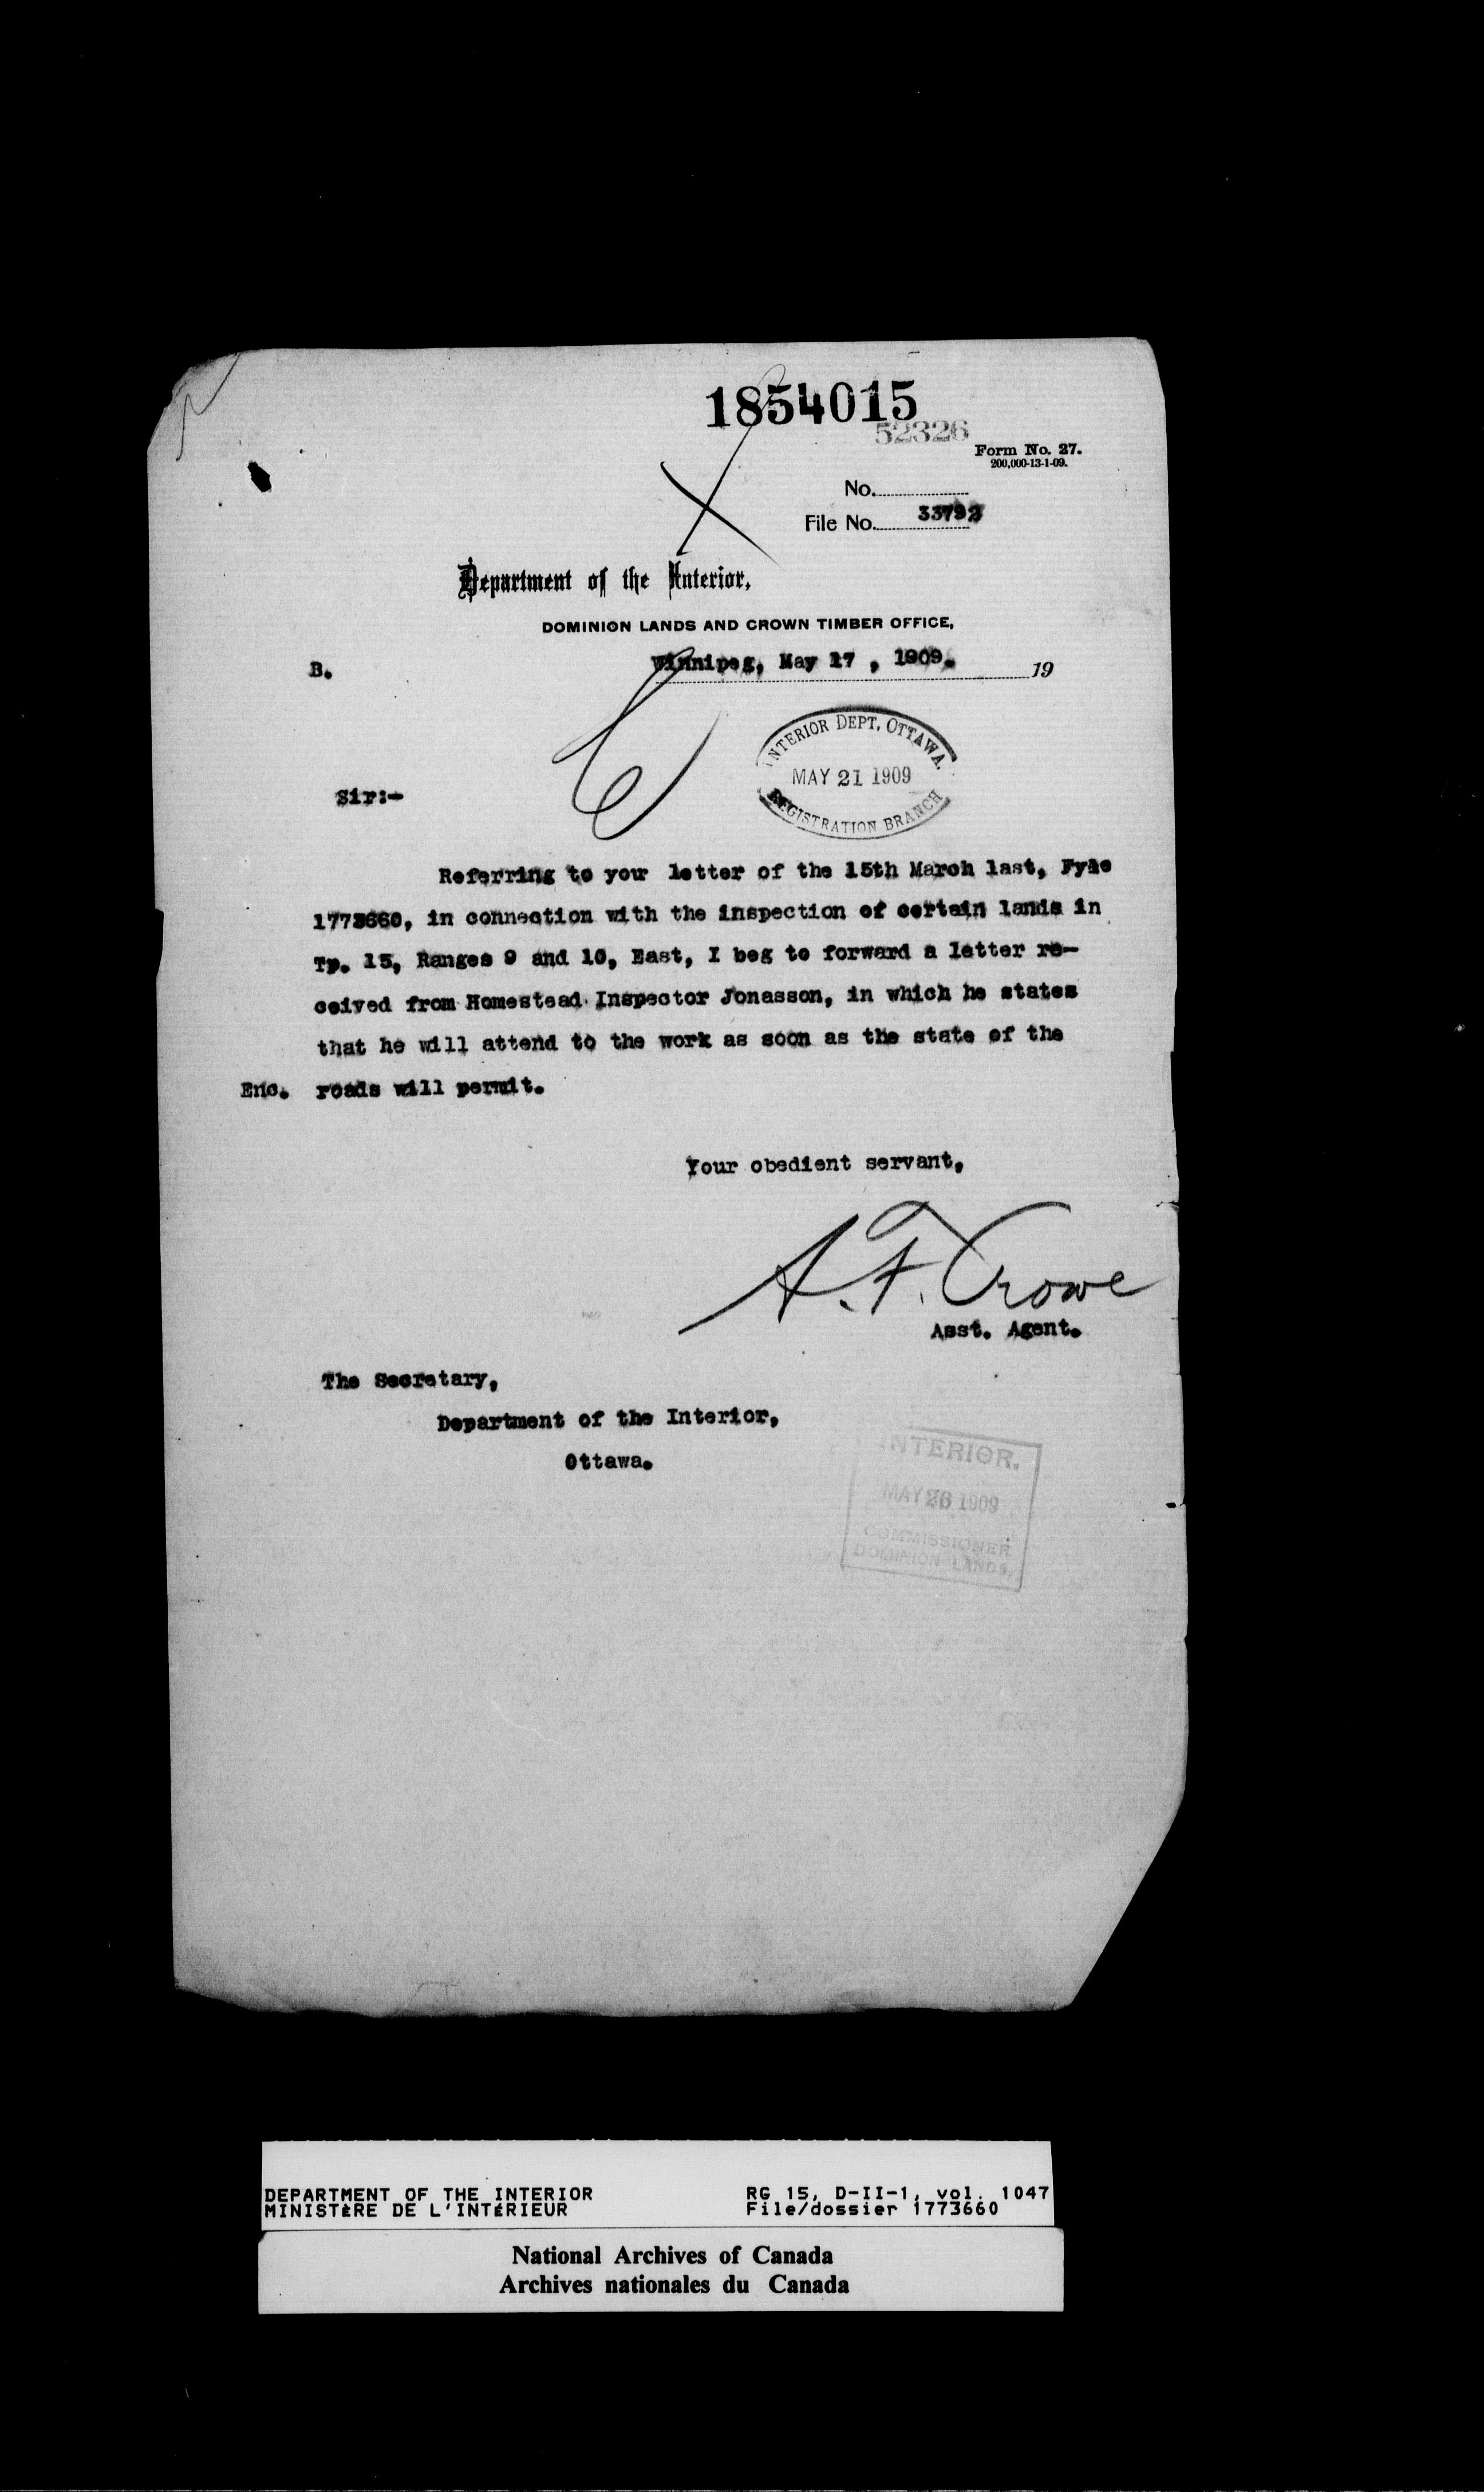 1854015
52326
Form No. 27.
200,000-13-1-09.
No.
File No. 33792
Department of the Interior,
DOMINION LANDS AND CROWN TIMBER OFFICE,
B.
Winnipeg, May 17 , 1909. 19
INTERIOR DEPT, OTTAWA.
MAY 21 1909
REGISTRATION BRANCH
Sir:-
Referring to your letter of the 15th March last,
1773660, in connection with the inspection of certain lands in
Tp. 15, Ranges 9 and 10, East, I beg to forward a letter re-
ceived from Homestead Inspector Jonasson, in which he states
that he will attend to the work as soon as the state of the
Enc. roads will permit.
Your obedient servant,
A. F. Crowe
Asst. Agent.
The Secretary,
Department of the Interior,
Ottawa.
INTERIOR.
MAY 26 1909
COMMISSIONER
DOMINION LANDS.
DEPARTMENT OF THE INTERIOR
MINISTÈRE DE L'INTÉRIEUR
RG 15, D-II-1, vol. 1047
File/dossier 1773660
National Archives of Canada
Archives nationales du Canada